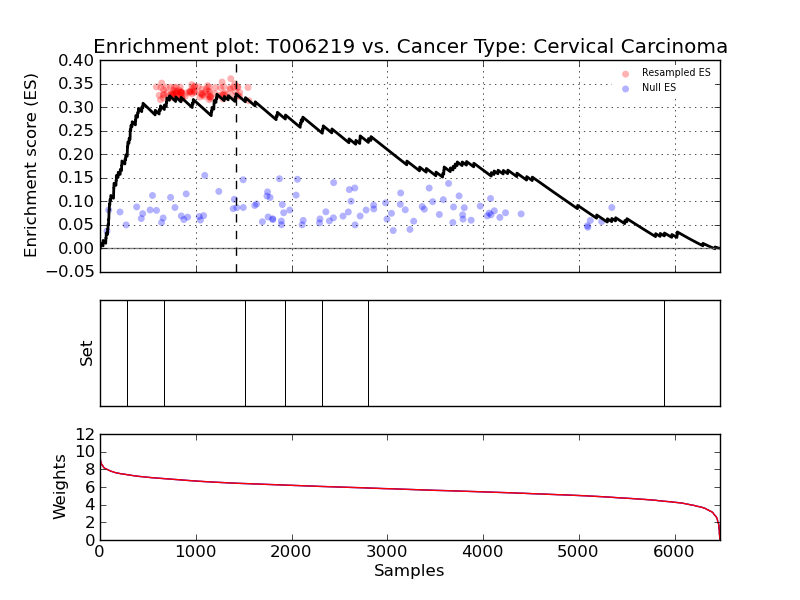 Enrichment plot: T006219 vs. Cancer Type: Cervical Carcinoma
Enrichment score (ES)
0.40
0.35
0.30
0.25
0.20
0.15
0.10
0.05
0.00
−0.05
Resampled ES
Null ES
Set
Weights
12
10
8
6
4
2
0
0 1000 2000 3000 4000 5000 6000
Samples